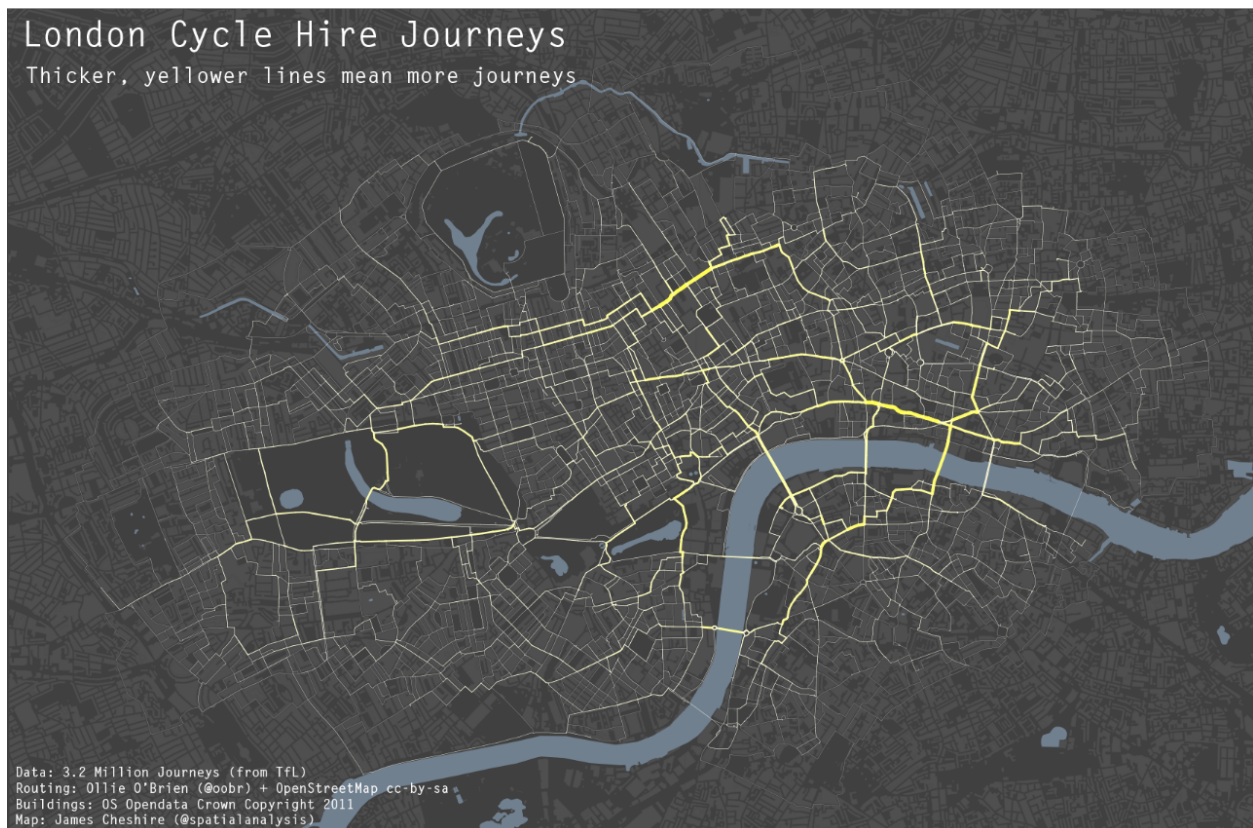 London Cycle Hire Journeys
Thicker, yellower lines mean more journeys
Data: 3.2 Million Journeys (from TfL)
Routing: Ollie O'Brien (@oobr) + OpenStreetMap cc-by-sa
Buildings: OS Opendata Crown Copyright 2011
Map: James Cheshire (@spatialanalysis)